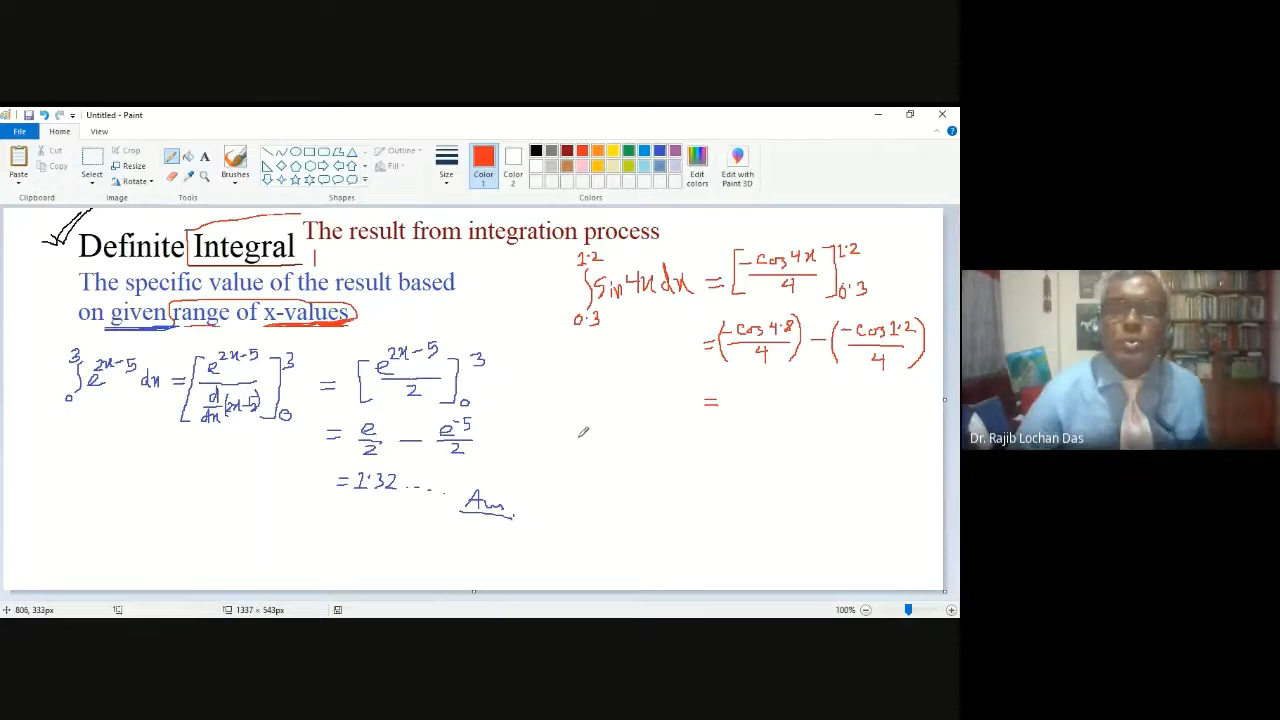 Untitled - Paint
File Home View
Paste
Cut
Copy
Clipboard
Select
Crop
Resize
Rotate
Image
Tools
Brushes
Shapes
Outline
Fill
Size
Color 1
Color 2
Colors
Edit colors
Edit with Paint 3D
Definite Integral The result from integration process
The specific value of the result based
on given range of x-values
∫₀³ e^(2x-5) dx = [e^(2x-5) / (d/dx (2x-5))]₀³ = [e^(2x-5) / 2]₀³
= e/2 - e^(-5)/2
= 1.32 .... Ans.
∫₀.₃^1.2 Sin 4x dx = [-cos 4x / 4]₀.₃^1.2
= (-cos 4.8 / 4) - (-cos 1.2 / 4)
=
Dr. Rajib Lochan Das
806, 333px
1337 × 543px
100%